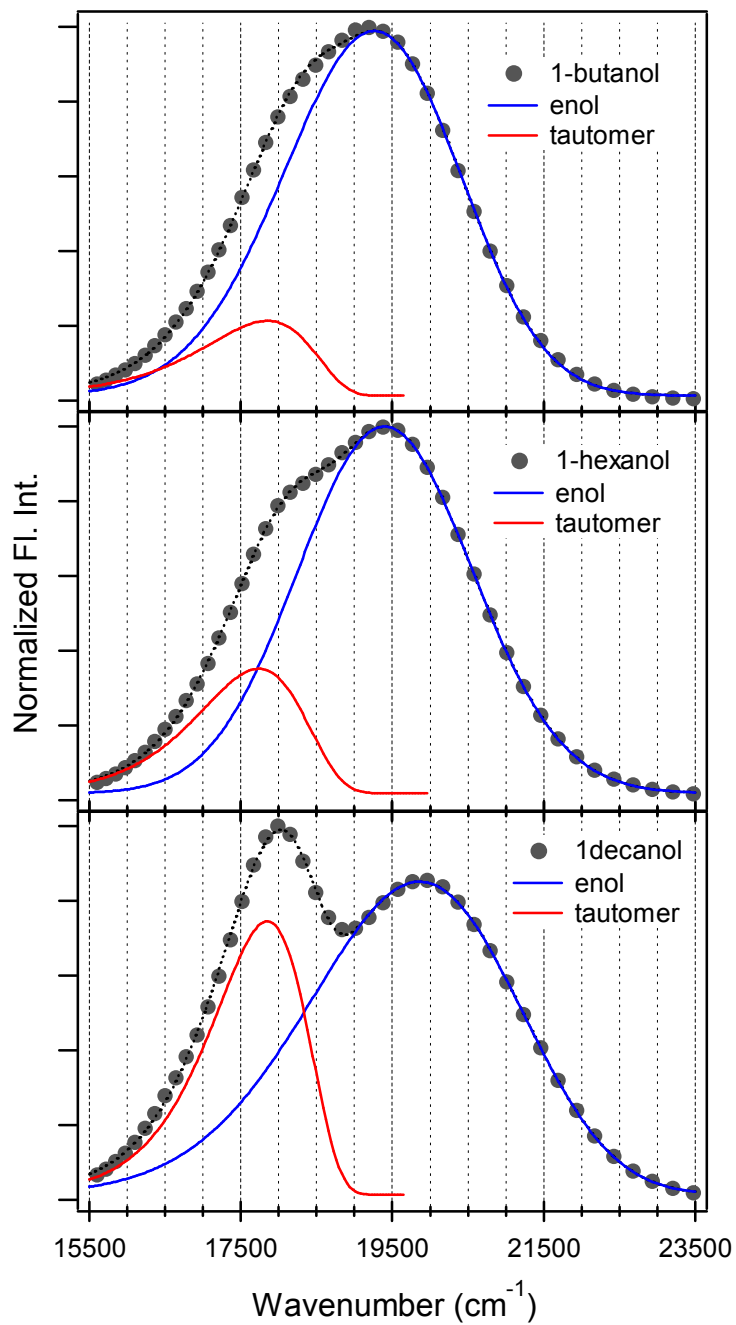 1-butanol
enol
tautomer
1-hexanol
enol
tautomer
Normalized Fl. Int.
1decanol
enol
tautomer
15500 17500 19500 21500 23500
Wavenumber (cm⁻¹)